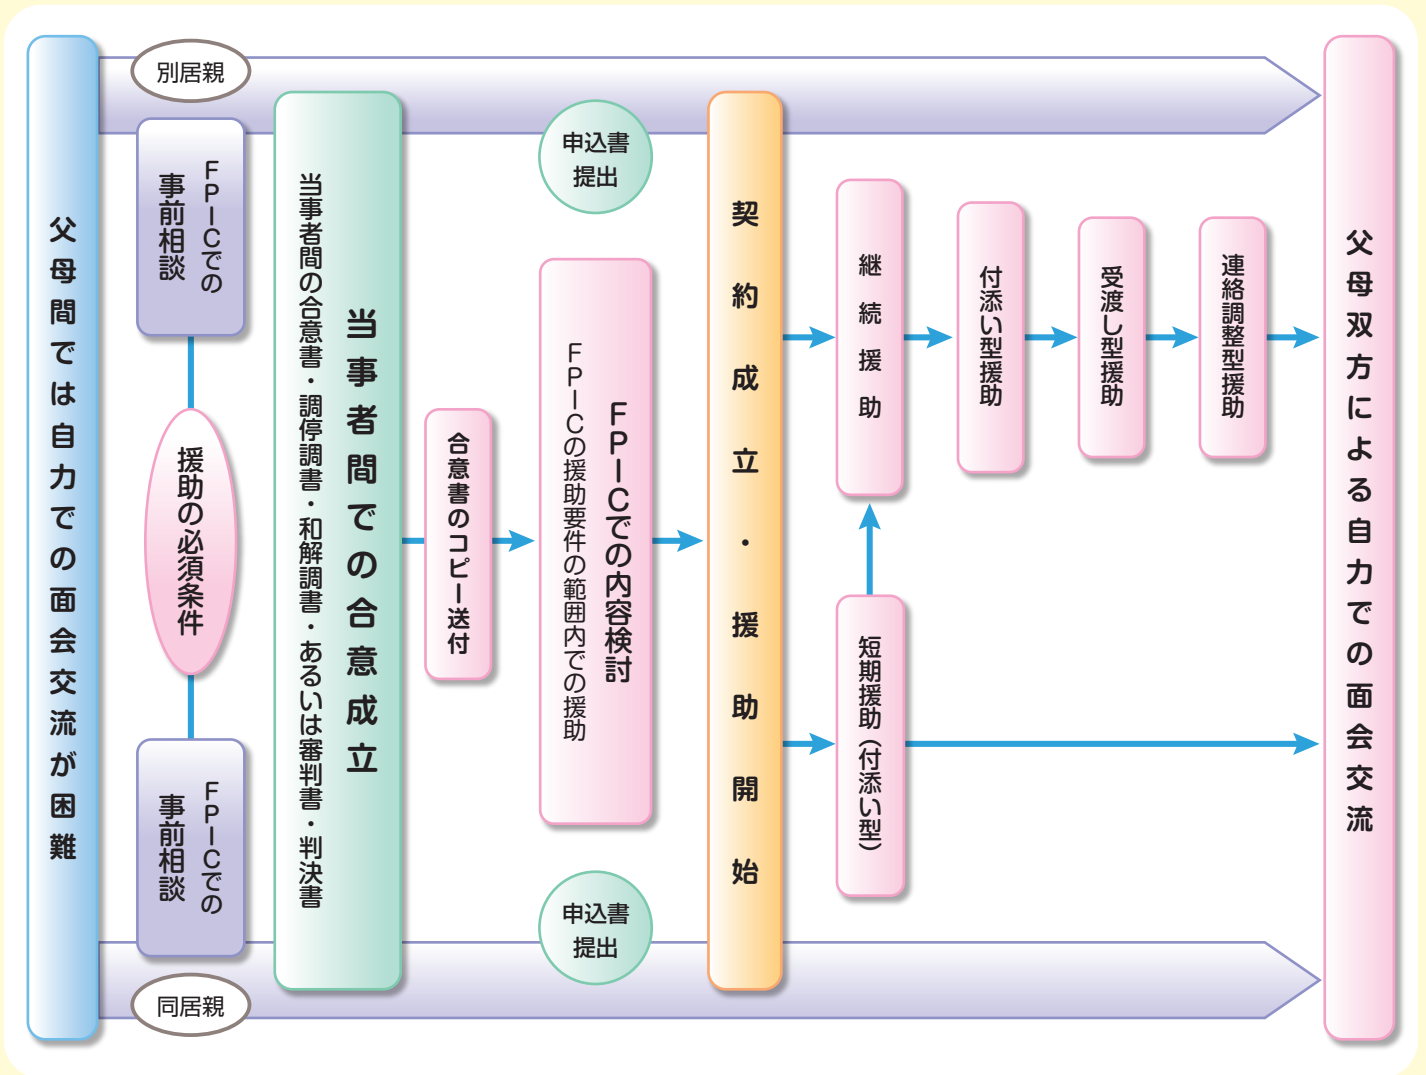 父母間では自力での面会交流が困難
別居親
FPICでの
事前相談
援助の必須条件
FPICでの
事前相談
同居親
当事者間での合意成立
当事者間の合意書・調停調書・和解調書・あるいは審判書・判決書
合意書のコピー送付
申込書
提出
FPICでの内容検討
FPICの援助要件の範囲内での援助
申込書
提出
契約成立・援助開始
継続援助
付添い型援助
受渡し型援助
連絡調整型援助
短期援助(付添い型)
父母双方による自力での面会交流